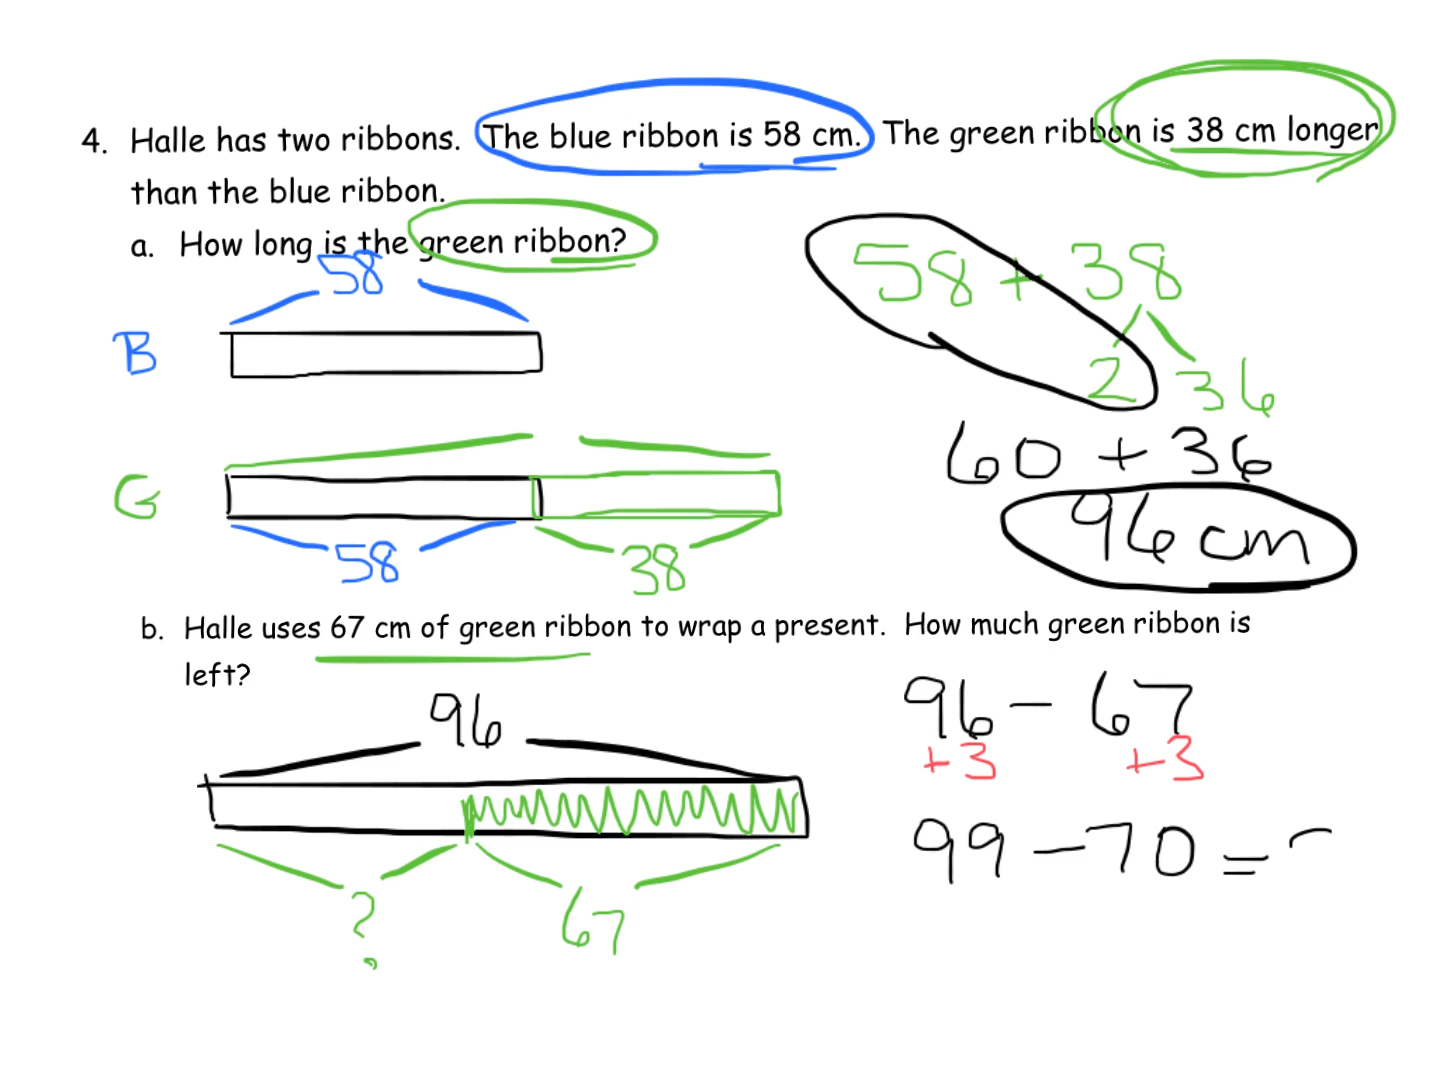 4. Halle has two ribbons. The blue ribbon is 58 cm. The green ribbon is 38 cm longer
than the blue ribbon.
a. How long is the green ribbon?
58
58 + 38
B
2 36
60 + 36
G
96 cm
58 38
b. Halle uses 67 cm of green ribbon to wrap a present. How much green ribbon is
left?
96
96 - 67
+3 +3
99 - 70 =
? 67